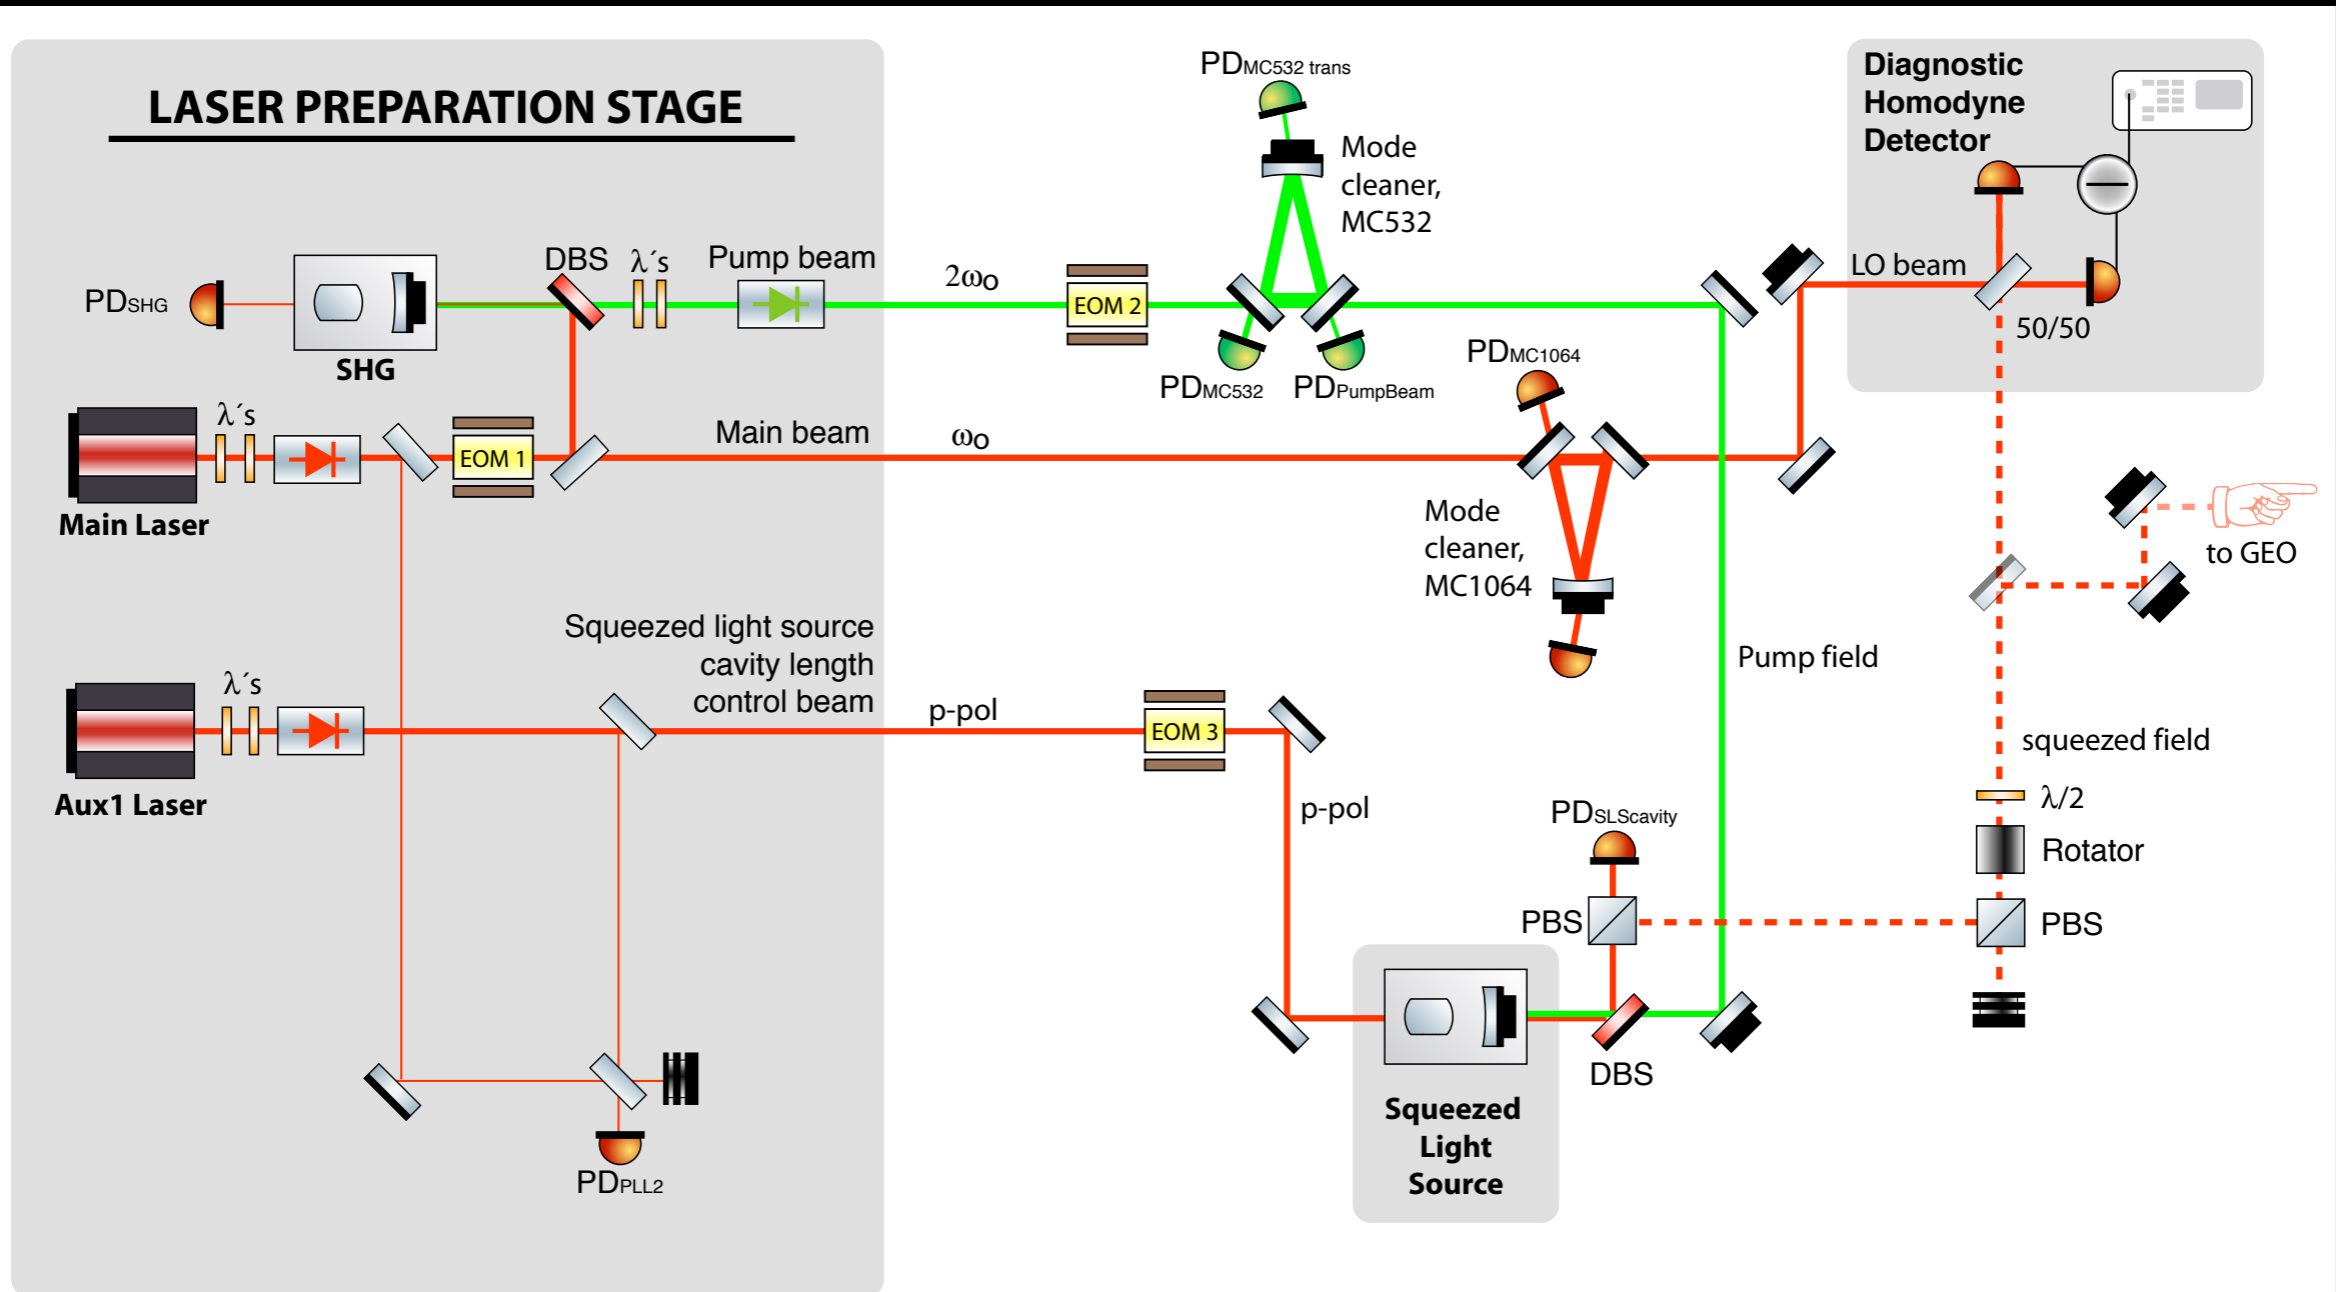 LASER PREPARATION STAGE
PDSHG
SHG
DBS
λ´s
Pump beam
2ωo
EOM 2
PDMC532 trans
Mode
cleaner,
MC532
PDMC532
PDPumpBeam
Diagnostic
Homodyne
Detector
LO beam
50/50
λ´s
Main Laser
EOM 1
Main beam
ωo
PDMC1064
Mode
cleaner,
MC1064
to GEO
Squeezed light source
cavity length
control beam
λ´s
Aux1 Laser
p-pol
EOM 3
p-pol
Pump field
squeezed field
λ/2
Rotator
PBS
PDSLScavity
PBS
DBS
Squeezed
Light
Source
PDPLL2